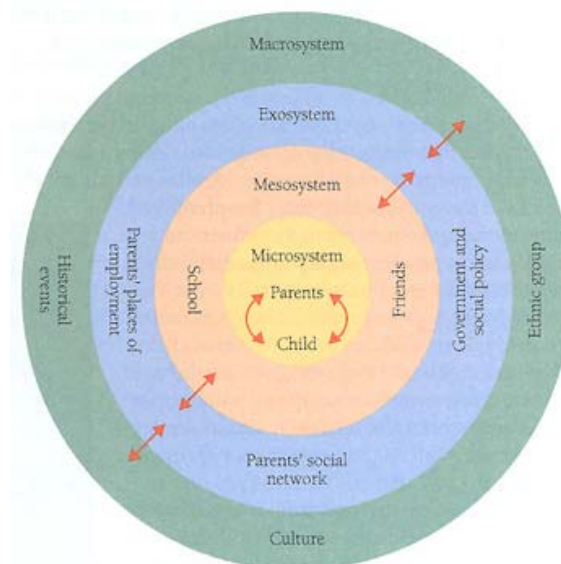 Macrosystem
Exosystem
Mesosystem
Microsystem
Parents
Child
School
Friends
Parents' places of
employment
Government and
social policy
Historical
events
Ethnic group
Parents' social
network
Culture